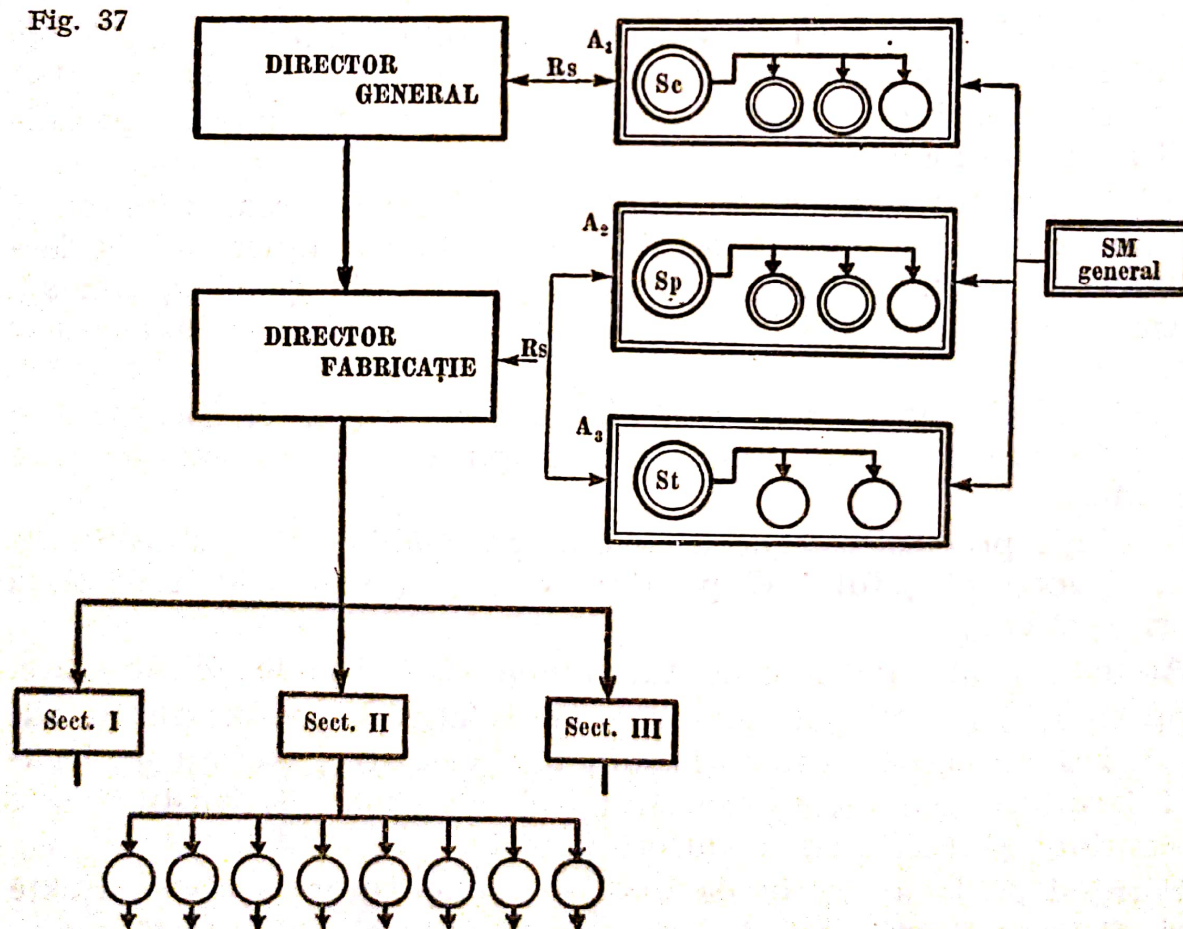 Fig. 37
DIRECTOR
GENERAL
Rs
A₁
Sc
A₂
Sp
SM
general
DIRECTOR
FABRICAȚIE
Rs
A₃
St
Sect. I
Sect. II
Sect. III